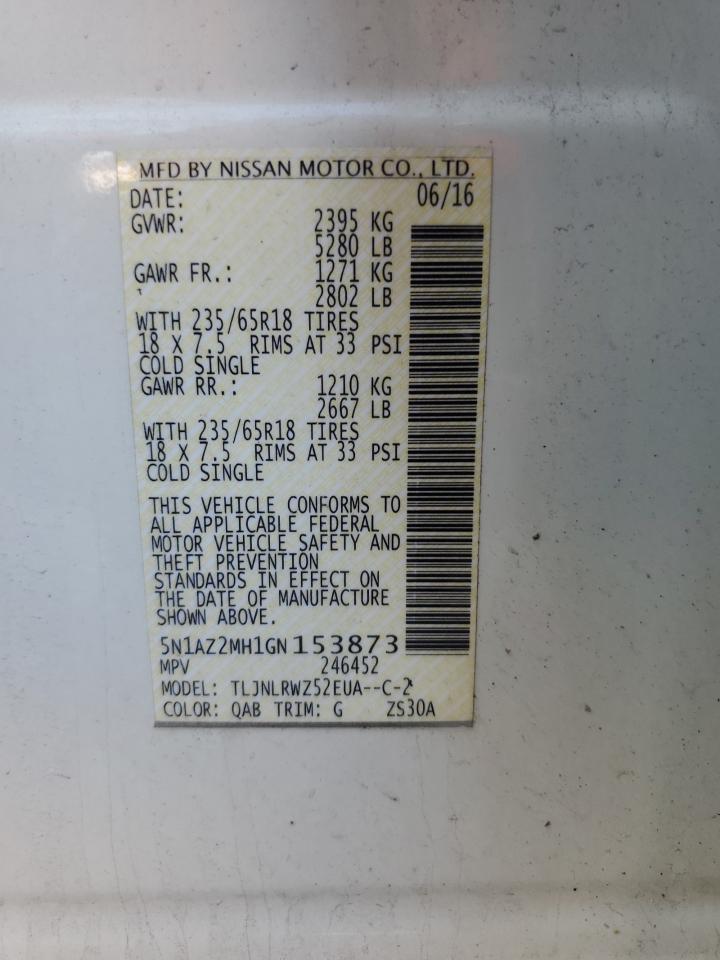 MFD BY NISSAN MOTOR CO., LTD.
DATE: 06/16
GVWR: 2395 KG
5280 LB
GAWR FR.: 1271 KG
2802 LB
WITH 235/65R18 TIRES
18 X 7.5 RIMS AT 33 PSI
COLD SINGLE
GAWR RR.: 1210 KG
2667 LB
WITH 235/65R18 TIRES
18 X 7.5 RIMS AT 33 PSI
COLD SINGLE
THIS VEHICLE CONFORMS TO
ALL APPLICABLE FEDERAL
MOTOR VEHICLE SAFETY AND
THEFT PREVENTION
STANDARDS IN EFFECT ON
THE DATE OF MANUFACTURE
SHOWN ABOVE.
5N1AZ2MH1GN153873
MPV 246452
MODEL: TLJNLRWZ52EUA--C-2
COLOR: QAB TRIM: G ZS30A